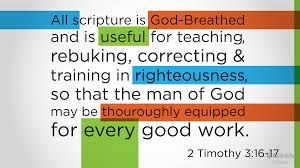 All scripture is God-Breathed
and is useful for teaching,
rebuking, correcting &
training in righteousness,
so that the man of God
may be thouroughly equipped
for every good work.
2 Timothy 3:16-17